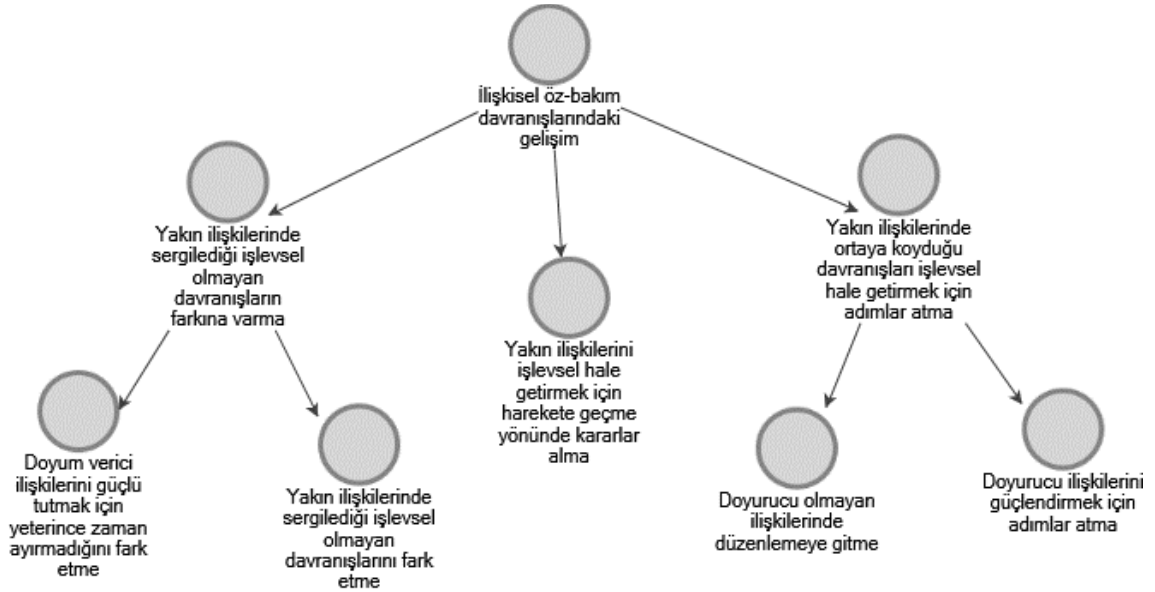 İlişkisel öz-bakım
davranışlarındaki
gelişim
Yakın ilişkilerinde
sergilediği işlevsel
olmayan
davranışların
farkına varma
Yakın ilişkilerinde
ortaya koyduğu
davranışları işlevsel
hale getirmek için
adımlar atma
Yakın ilişkilerini
işlevsel hale
getirmek için
harekete geçme
yönünde kararlar
alma
Doyum verici
ilişkilerini güçlü
tutmak için
yeterince zaman
ayırmadığını fark
etme
Yakın ilişkilerinde
sergilediği işlevsel
olmayan
davranışlarını fark
etme
Doyurucu olmayan
ilişkilerinde
düzenlemeye gitme
Doyurucu ilişkilerini
güçlendirmek için
adımlar atma